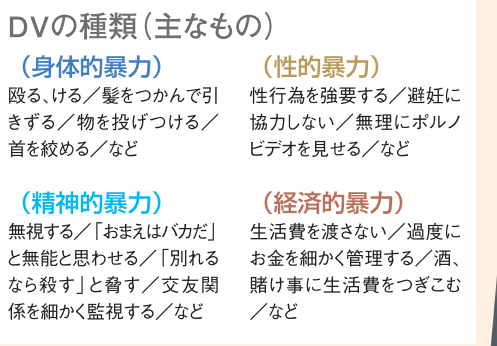 DVの種類（主なもの）
（身体的暴力）
殴る、ける／髪をつかんで引
きずる／物を投げつける／
首を絞める／など
（性的暴力）
性行為を強要する／避妊に
協力しない／無理にポルノ
ビデオを見せる／など
（精神的暴力）
無視する／「おまえはバカだ」
と無能と思わせる／「別れる
なら殺す」と脅す／交友関
係を細かく監視する／など
（経済的暴力）
生活費を渡さない／過度に
お金を細かく管理する／酒、
賭け事に生活費をつぎこむ
／など